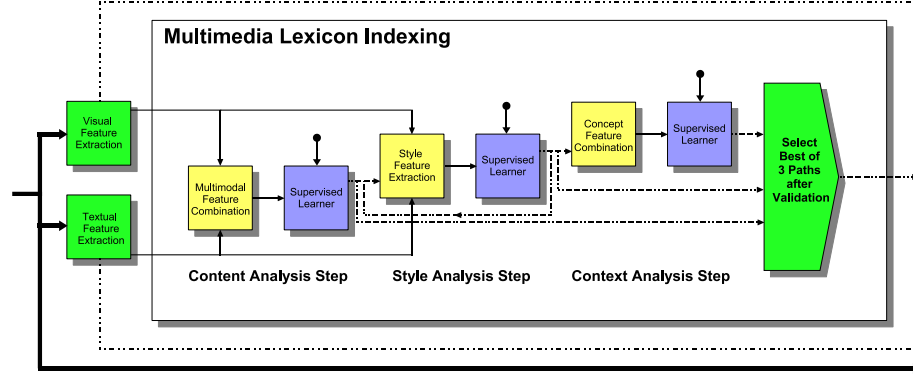 Multimedia Lexicon Indexing
Visual
Feature
Extraction
Textual
Feature
Extraction
Multimodal
Feature
Combination
Supervised
Learner
Style
Feature
Extraction
Supervised
Learner
Concept
Feature
Combination
Supervised
Learner
Select
Best of
3 Paths
after
Validation
Content Analysis Step
Style Analysis Step
Context Analysis Step